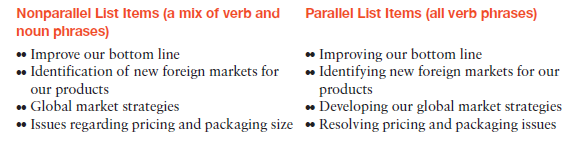 Nonparallel List Items (a mix of verb and
noun phrases)
•• Improve our bottom line
•• Identification of new foreign markets for
our products
•• Global market strategies
•• Issues regarding pricing and packaging size
Parallel List Items (all verb phrases)
•• Improving our bottom line
•• Identifying new foreign markets for our
products
•• Developing our global market strategies
•• Resolving pricing and packaging issues